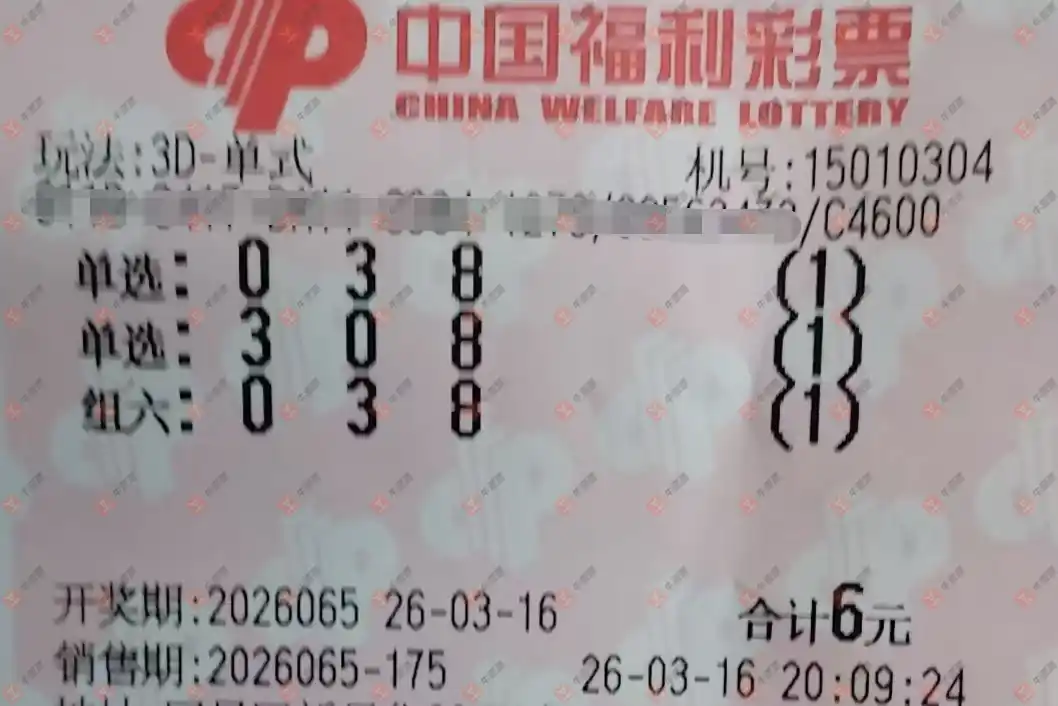 中国福利彩票
CHINA WELFARE LOTTERY
玩法:3D-单式 机号:15010304
/C4600
单选: 0 3 8 (1)
单选: 3 0 8 (1)
组六: 0 3 8 (1)
开奖期:2026065 26-03-16 合计6元
销售期:2026065-175 26-03-16 20:09:24